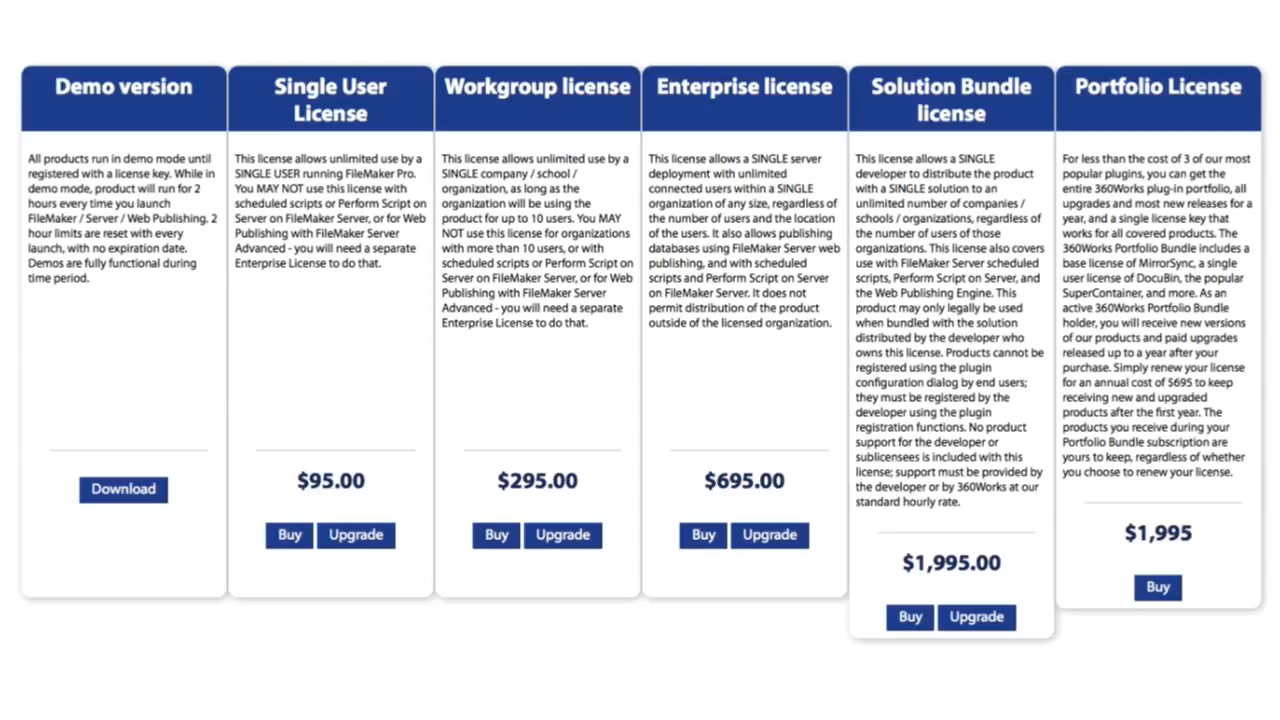 Demo version
All products run in demo mode until
registered with a license key. While in
demo mode, product will run for 2
hours every time you launch
FileMaker / Server / Web Publishing. 2
hour limits are reset with every
launch, with no expiration date.
Demos are fully functional during
time period.
Download
Single User
License
This license allows unlimited use by a
SINGLE USER running FileMaker Pro.
You MAY NOT use this license with
scheduled scripts or Perform Script on
Server on FileMaker Server, or for Web
Publishing with FileMaker Server
Advanced - you will need a separate
Enterprise License to do that.
$95.00
Buy
Upgrade
Workgroup license
This license allows unlimited use by a
SINGLE company / school /
organization, as long as the
organization will be using the
product for up to 10 users. You MAY
NOT use this license for organizations
with more than 10 users, or with
scheduled scripts or Perform Script on
Server on FileMaker Server, or for Web
Publishing with FileMaker Server
Advanced - you will need a separate
Enterprise License to do that.
$295.00
Buy
Upgrade
Enterprise license
This license allows a SINGLE server
deployment with unlimited
connected users within a SINGLE
organization of any size, regardless of
the number of users and the location
of the users. It also allows publishing
databases using FileMaker Server web
publishing, and with scheduled
scripts and Perform Script on Server
on FileMaker Server. It does not
permit distribution of the product
outside of the licensed organization.
$695.00
Buy
Upgrade
Solution Bundle
license
This license allows a SINGLE
developer to distribute the product
with a SINGLE solution to an
unlimited number of companies /
schools / organizations, regardless of
the number of users of those
organizations. This license also covers
use with FileMaker Server scheduled
scripts, Perform Script on Server, and
the Web Publishing Engine. This
product may only legally be used
when bundled with the solution
distributed by the developer who
owns this license. Products cannot be
registered using the plugin
configuration dialog by end users;
they must be registered by the
developer using the plugin
registration functions. No product
support for the developer or
sublicensees is included with this
license; support must be provided by
the developer or by 360Works at our
standard hourly rate.
$1,995.00
Buy
Upgrade
Portfolio License
For less than the cost of 3 of our most
popular plugins, you can get the
entire 360Works plug-in portfolio, all
upgrades and most new releases for a
year, and a single license key that
works for all covered products. The
360Works Portfolio Bundle includes a
base license of MirrorSync, a single
user license of DocuBin, the popular
SuperContainer, and more. As an
active 360Works Portfolio Bundle
holder, you will receive new versions
of our products and paid upgrades
released up to a year after your
purchase. Simply renew your license
for an annual cost of $695 to keep
receiving new and upgraded
products after the first year. The
products you receive during your
Portfolio Bundle subscription are
yours to keep, regardless of whether
you choose to renew your license.
$1,995
Buy